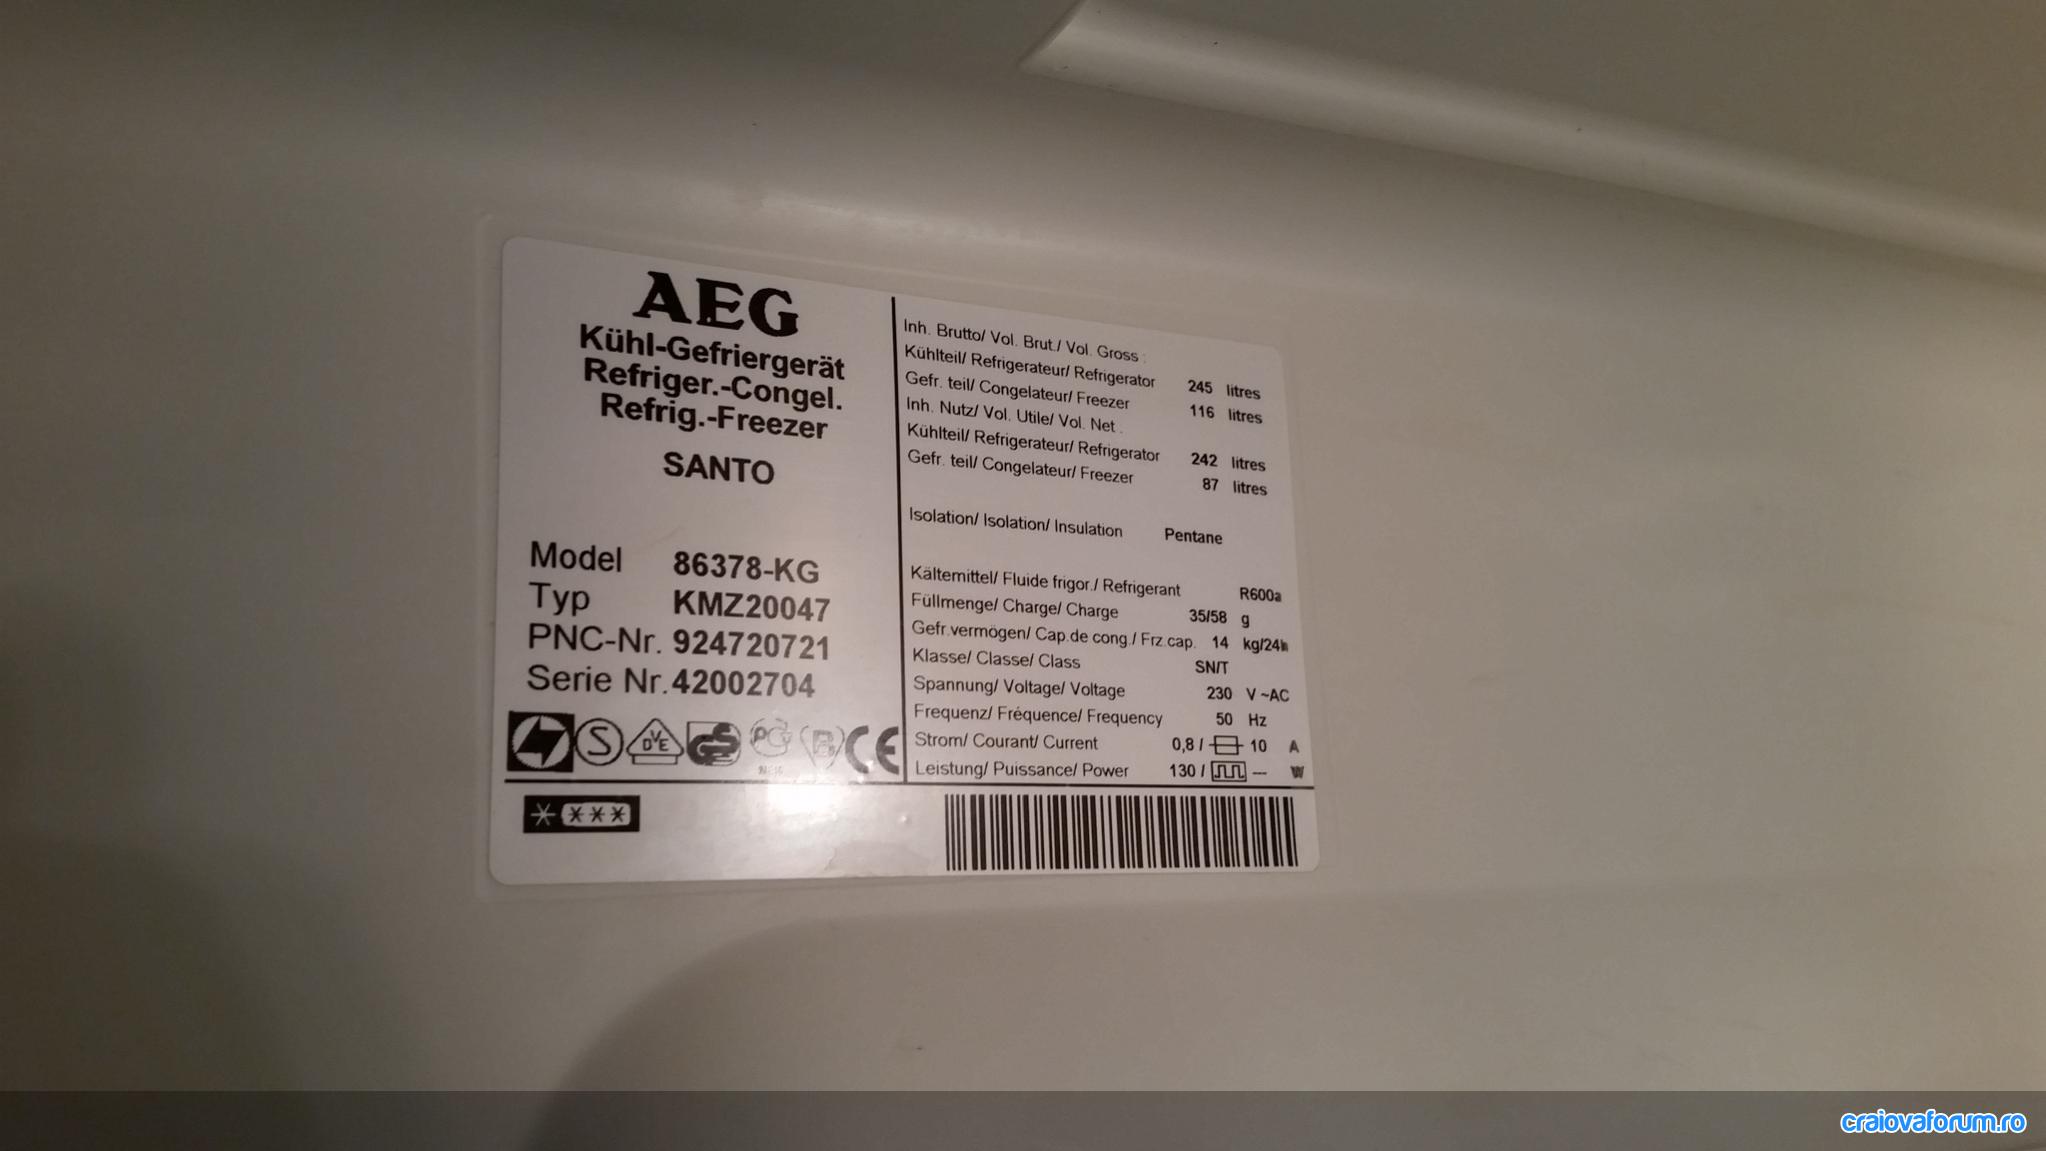 AEG
Kühl-Gefriergerät
Refriger.-Congel.
Refrig.-Freezer
SANTO
Model 86378-KG
Typ KMZ20047
PNC-Nr. 924720721
Serie Nr. 42002704
S DVE CE
Inh. Brutto/ Vol. Brut./ Vol. Gross :
Kühlteil/ Refrigerateur/ Refrigerator 245 litres
Gefr. teil/ Congelateur/ Freezer 116 litres
Inh. Nutz/ Vol. Utile/ Vol. Net :
Kühlteil/ Refrigerateur/ Refrigerator 242 litres
Gefr. teil/ Congelateur/ Freezer 87 litres
Isolation/ Isolation/ Insulation Pentane
Kältemittel/ Fluide frigor./ Refrigerant R600a
Füllmenge/ Charge/ Charge 35/58 g
Gefr.vermögen/ Cap.de cong./ Frz.cap. 14 kg/24h
Klasse/ Classe/ Class SN/T
Spannung/ Voltage/ Voltage 230 V ~AC
Frequenz/ Fréquence/ Frequency 50 Hz
Strom/ Courant/ Current 0,8 / 10 A
Leistung/ Puissance/ Power 130 / --- W
craiovaforum.ro